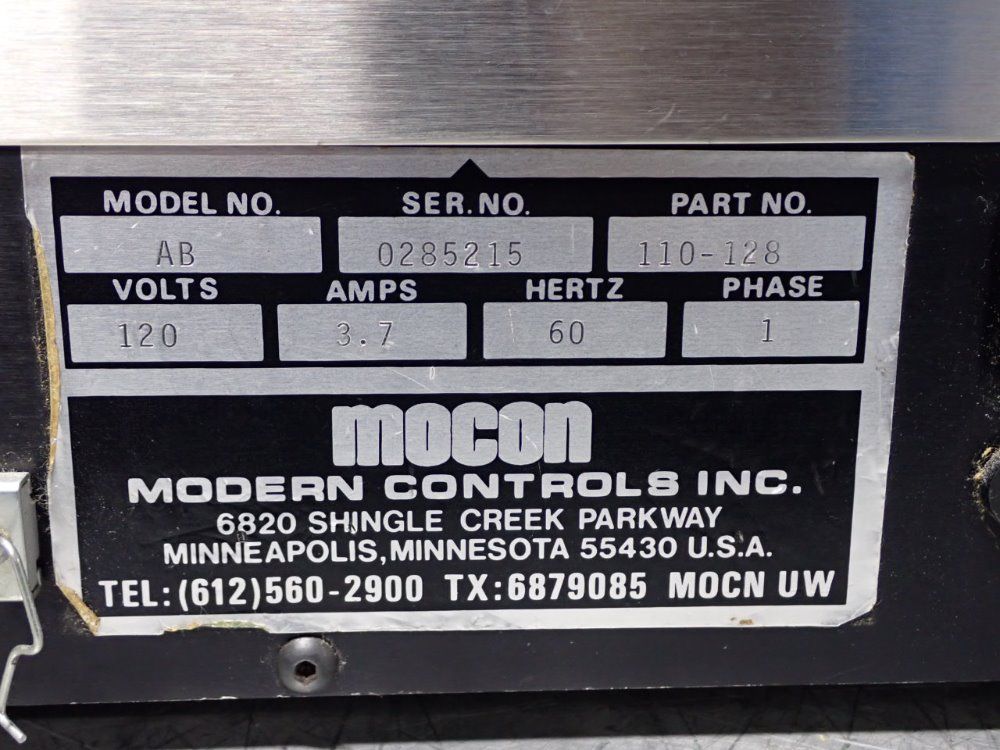 MODEL NO. SER. NO. PART NO.
AB 0285215 110-128
VOLTS AMPS HERTZ PHASE
120 3.7 60 1
mocon
MODERN CONTROLS INC.
6820 SHINGLE CREEK PARKWAY
MINNEAPOLIS, MINNESOTA 55430 U.S.A.
TEL: (612)560-2900 TX:6879085 MOCN UW